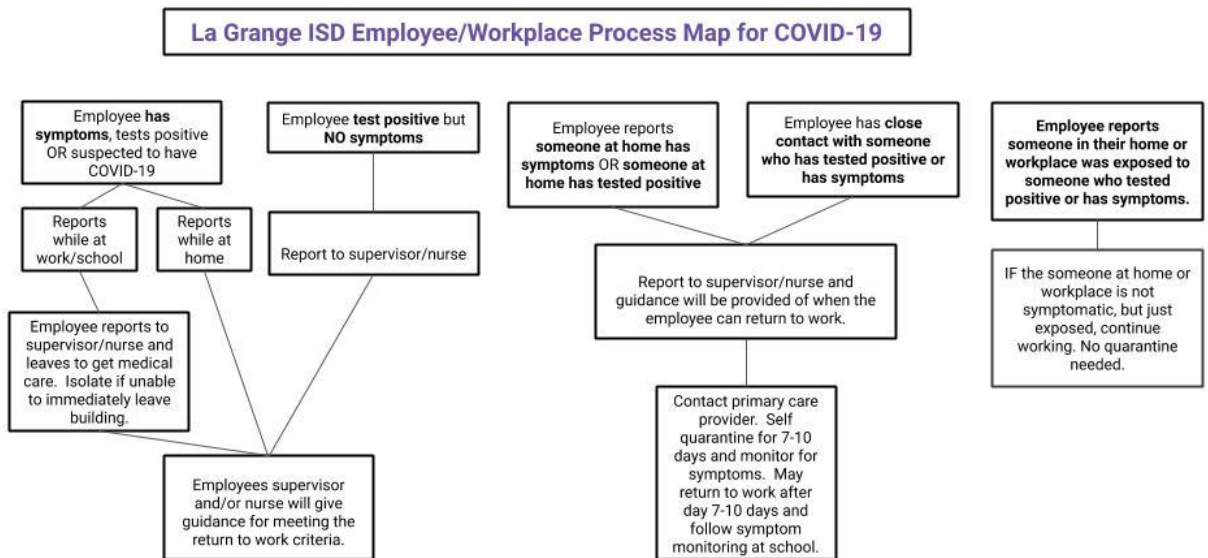 La Grange ISD Employee/Workplace Process Map for COVID-19
Employee has
symptoms, tests positive
OR suspected to have
COVID-19
Employee test positive but
NO symptoms
Employee reports
someone at home has
symptoms OR someone at
home has tested positive
Employee has close
contact with someone
who has tested positive or
has symptoms
Employee reports
someone in their home or
workplace was exposed to
someone who tested
positive or has symptoms.
Reports
while at
work/school
Reports
while at
home
Report to supervisor/nurse
Report to supervisor/nurse and
guidance will be provided of when the
employee can return to work.
IF the someone at home or
workplace is not
symptomatic, but just
exposed, continue
working. No quarantine
needed.
Employee reports to
supervisor/nurse and
leaves to get medical
care. Isolate if unable
to immediately leave
building.
Contact primary care
provider. Self
quarantine for 7-10
days and monitor for
symptoms. May
return to work after
day 7-10 days and
follow symptom
monitoring at school.
Employees supervisor
and/or nurse will give
guidance for meeting the
return to work criteria.